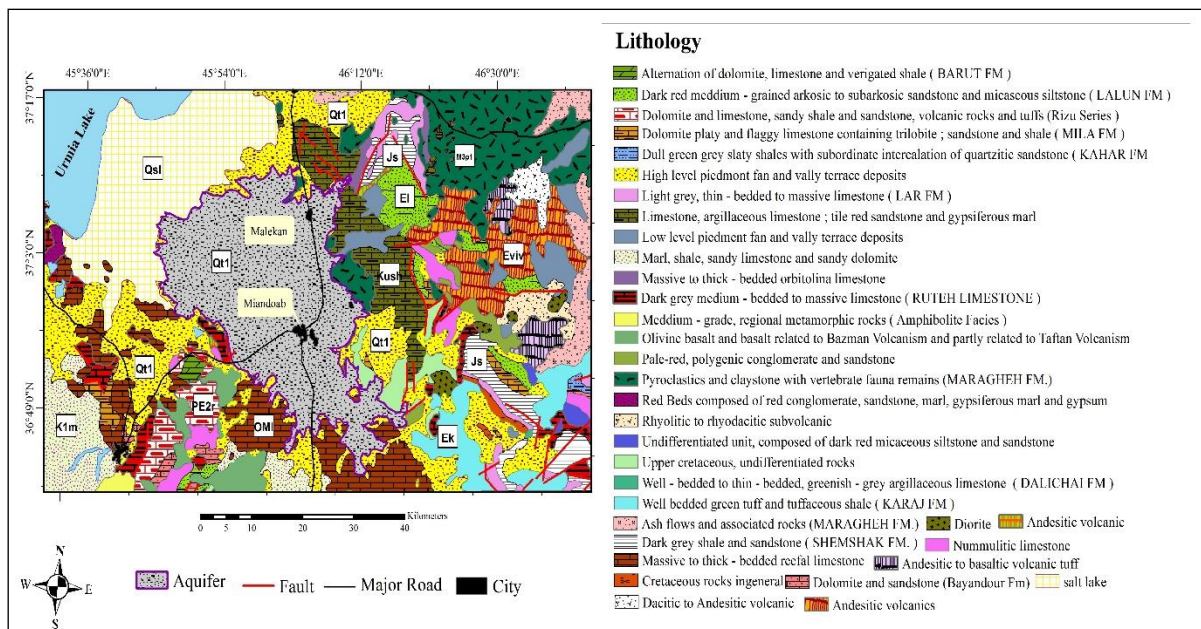 45°36'0"E 45°54'0"E 46°12'0"E 46°30'0"E
37°17'0"N
37°3'0"N
36°49'0"N
Urmia Lake
Qsl
Qt1
Js
M3p1
El
Malekan
Qt1
Eviv
Kush
Miandoab
Qt1
Js
Qt1
PE2r
K1m
OMl
Ek
Kilometers
0 5 10 20 30 40
N
W E
S
Aquifer Fault Major Road City
Lithology
Alternation of dolomite, limestone and verigated shale ( BARUT FM )
Dark red meddium - grained arkosic to subarkosic sandstone and micaseous siltstone ( LALUN FM )
Dolomite and limestone, sandy shale and sandstone, volcanic rocks and tuffs (Rizu Series )
Dolomite platy and flaggy limestone containing trilobite ; sandstone and shale ( MILA FM )
Dull green grey slaty shales with subordinate intercalation of quartzitic sandstone ( KAHAR FM
High level piedmont fan and vally terrace deposits
Light grey, thin - bedded to massive limestone ( LAR FM )
Limestone, argillaceous limestone ; tile red sandstone and gypsiferous marl
Low level piedment fan and vally terrace deposits
Marl, shale, sandy limestone and sandy dolomite
Massive to thick - bedded orbitolina limestone
Dark grey medium - bedded to massive limestone ( RUTEH LIMESTONE )
Meddium - grade, regional metamorphic rocks ( Amphibolite Facies )
Olivine basalt and basalt related to Bazman Volcanism and partly related to Taftan Volcanism
Pale-red, polygenic conglomerate and sandstone
Pyroclastics and claystone with vertebrate fauna remains (MARAGHEH FM.)
Red Beds composed of red conglomerate, sandstone, marl, gypsiferous marl and gypsum
Rhyolitic to rhyodacitic subvolcanic
Undifferentiated unit, composed of dark red micaseous siltstone and sandstone
Upper cretaceous, undifferentiated rocks
Well - bedded to thin - bedded, greenish - grey argillaceous limestone ( DALICHAI FM )
Well bedded green tuff and tuffaceous shale ( KARAJ FM )
Ash flows and associated rocks (MARAGHEH FM.) Diorite Andesitic volcanic
Dark grey shale and sandstone ( SHEMSHAK FM. ) Nummulitic limestone
Massive to thick - bedded reefal limestone Andesitic to basaltic volcanic tuff
Cretaceous rocks ingeneral Dolomite and sandstone (Bayandour Fm) salt lake
Dacitic to Andesitic volcanic Andesitic volcanics